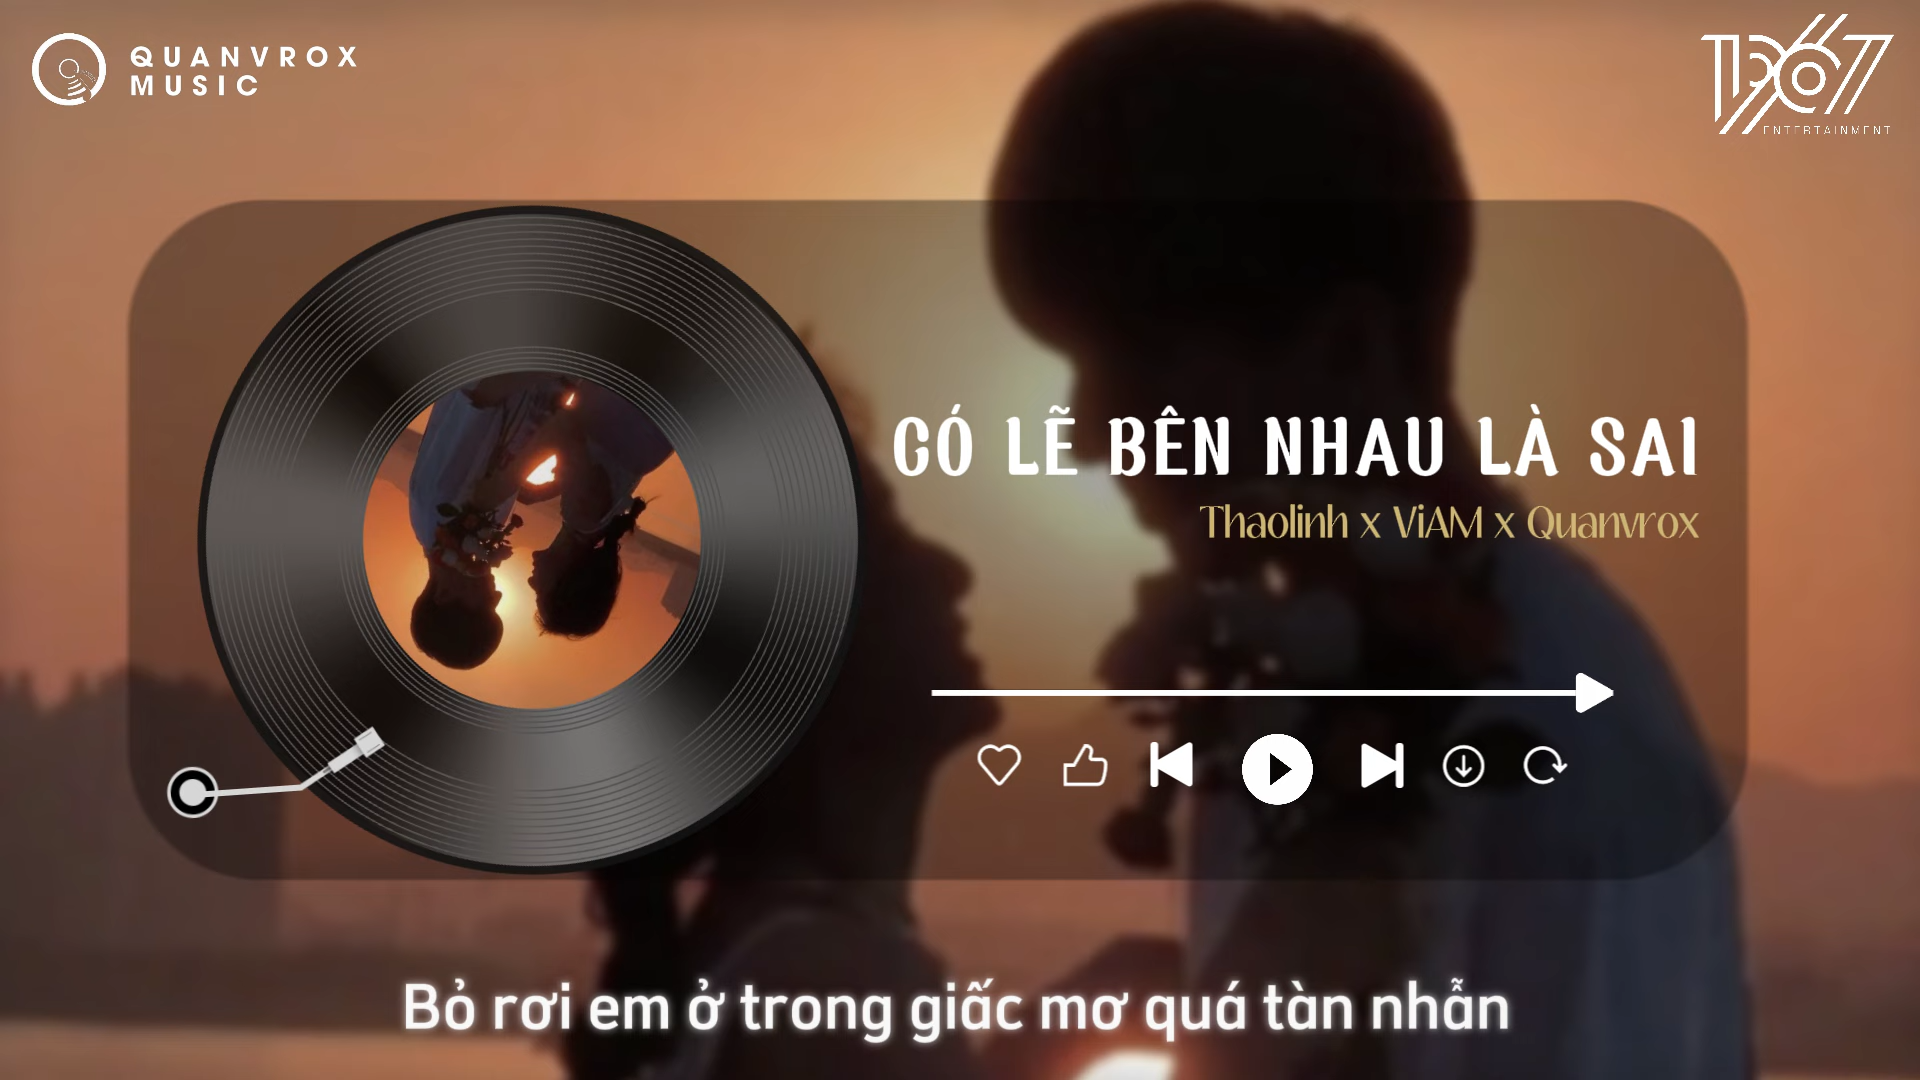 QUANVROX
MUSIC
1967
ENTERTAINMENT
CÓ LẼ BÊN NHAU LÀ SAI
Thaolinh x ViAM x Quanvrox
Bỏ rơi em ở trong giấc mơ quá tàn nhẫn